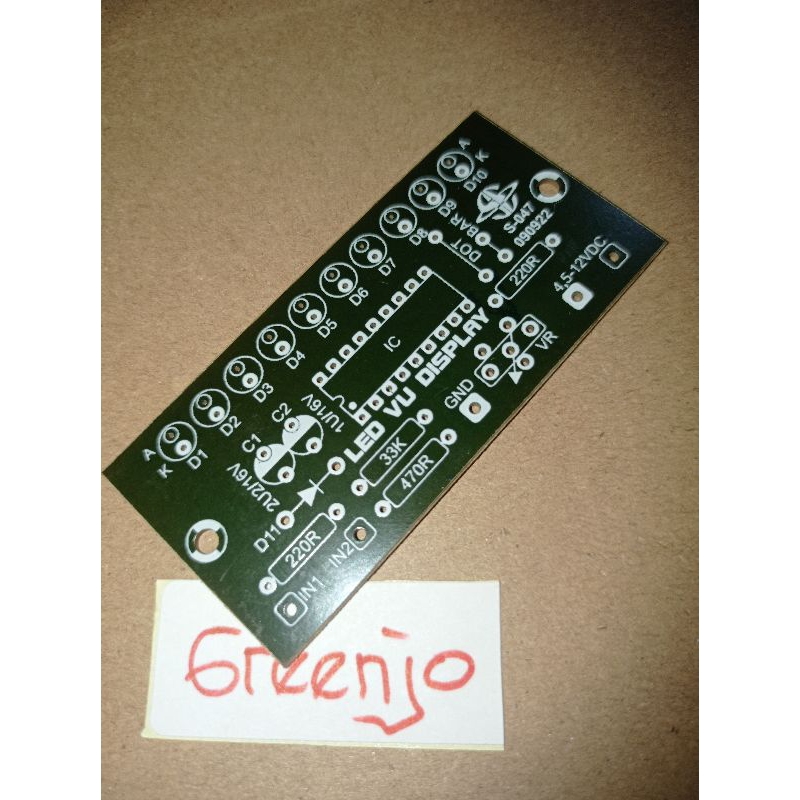 A
K
D10
D9
D8
D7
D6
D5
D4
D3
D2
D1
A
K
S-047
090922
BAR
DOT
220R
4,5-12VDC
IC
LED VU DISPLAY
VR
GND
C2
C1
1U/16V
2U2/16V
33K
470R
D11
220R
IN2
IN1
Greenjo